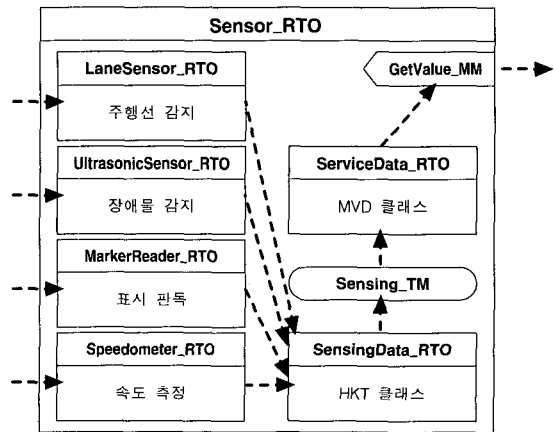 Sensor_RTO
LaneSensor_RTO
주행선 감지
UltrasonicSensor_RTO
장애물 감지
MarkerReader_RTO
표시 판독
Speedometer_RTO
속도 측정
GetValue_MM
ServiceData_RTO
MVD 클래스
Sensing_TM
SensingData_RTO
HKT 클래스